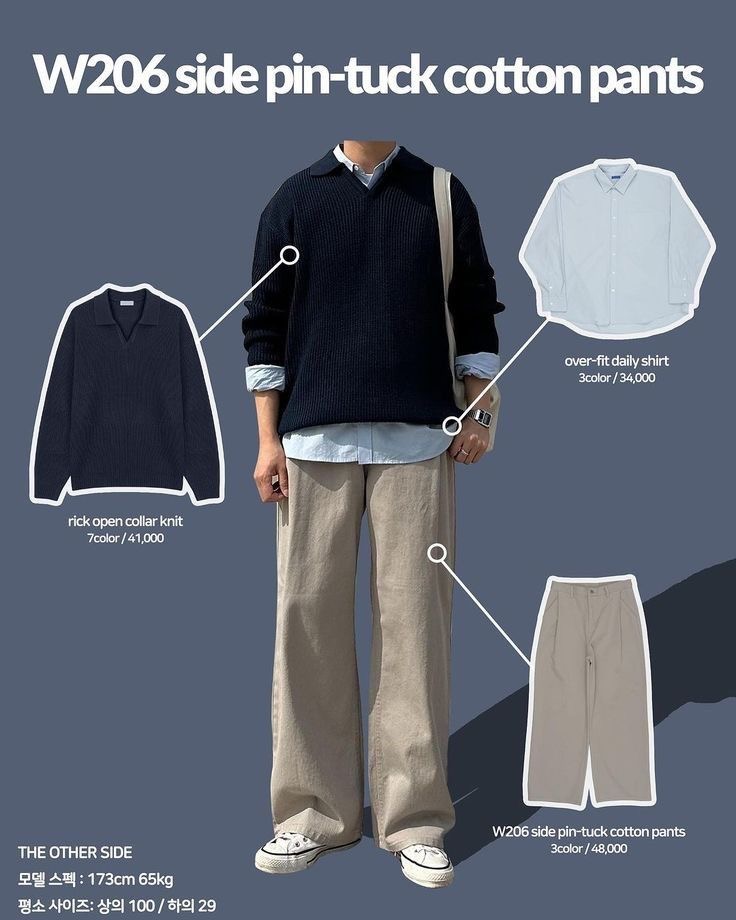 W206 side pin-tuck cotton pants
over-fit daily shirt
3color / 34,000
rick open collar knit
7color / 41,000
W206 side pin-tuck cotton pants
3color / 48,000
THE OTHER SIDE
모델 스펙 : 173cm 65kg
평소 사이즈: 상의 100 / 하의 29